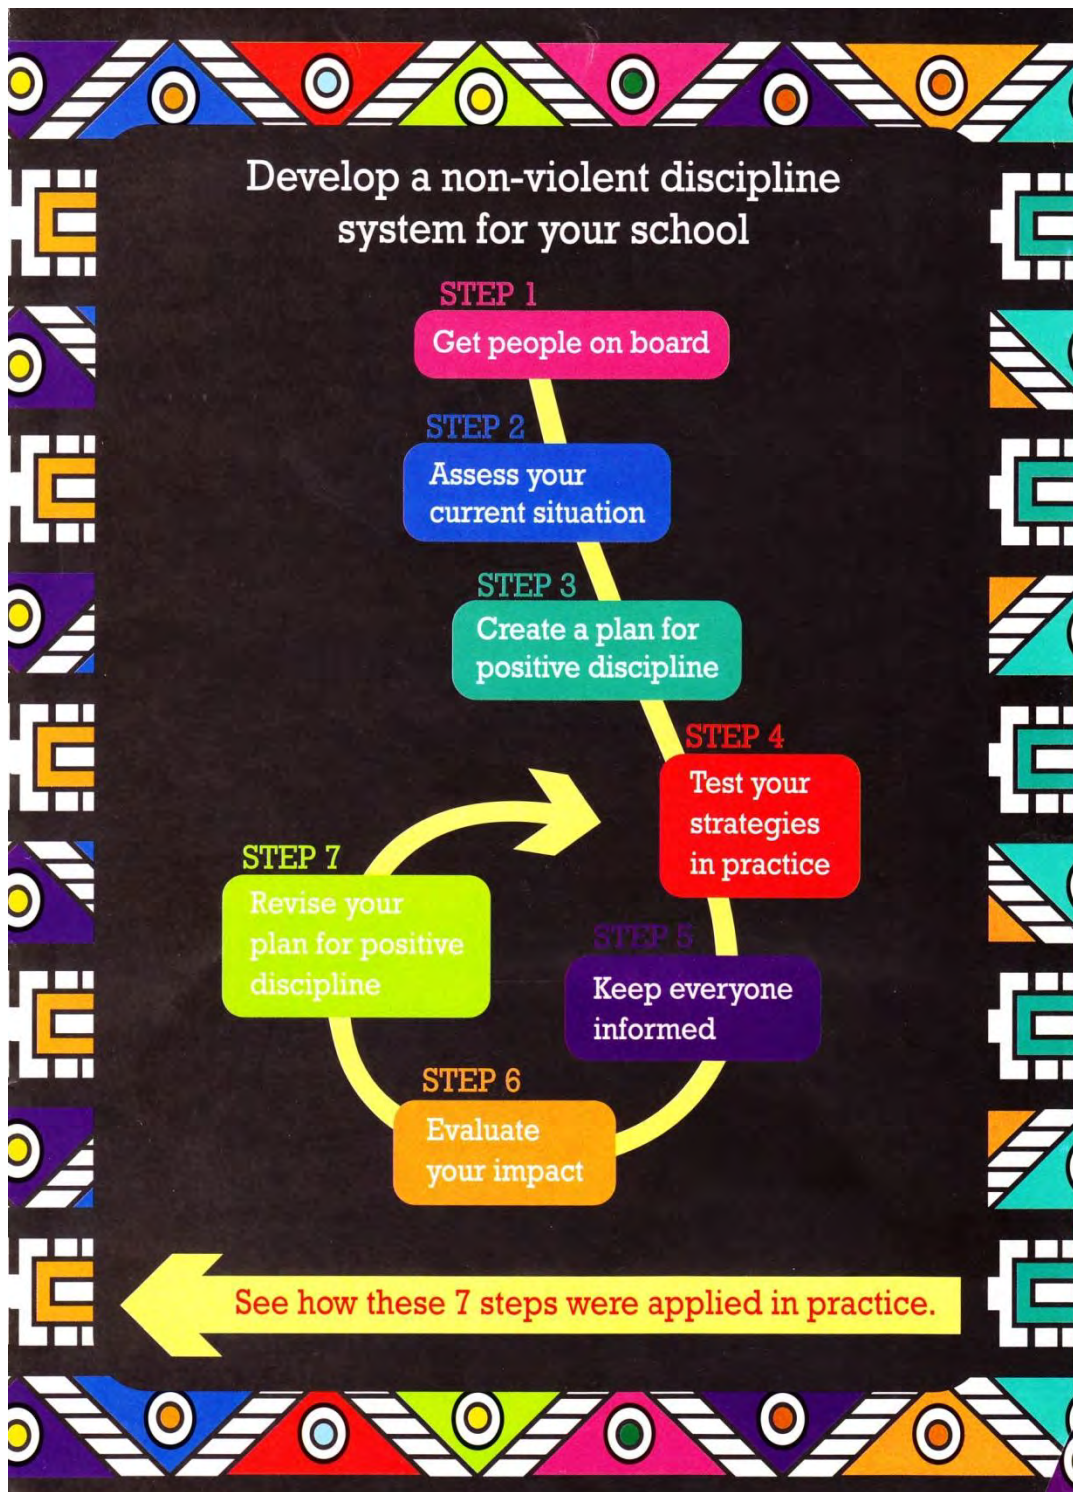 Develop a non-violent discipline
system for your school
STEP 1
Get people on board
STEP 2
Assess your
current situation
STEP 3
Create a plan for
positive discipline
STEP 4
Test your
strategies
in practice
STEP 5
Keep everyone
informed
STEP 6
Evaluate
your impact
STEP 7
Revise your
plan for positive
discipline
See how these 7 steps were applied in practice.